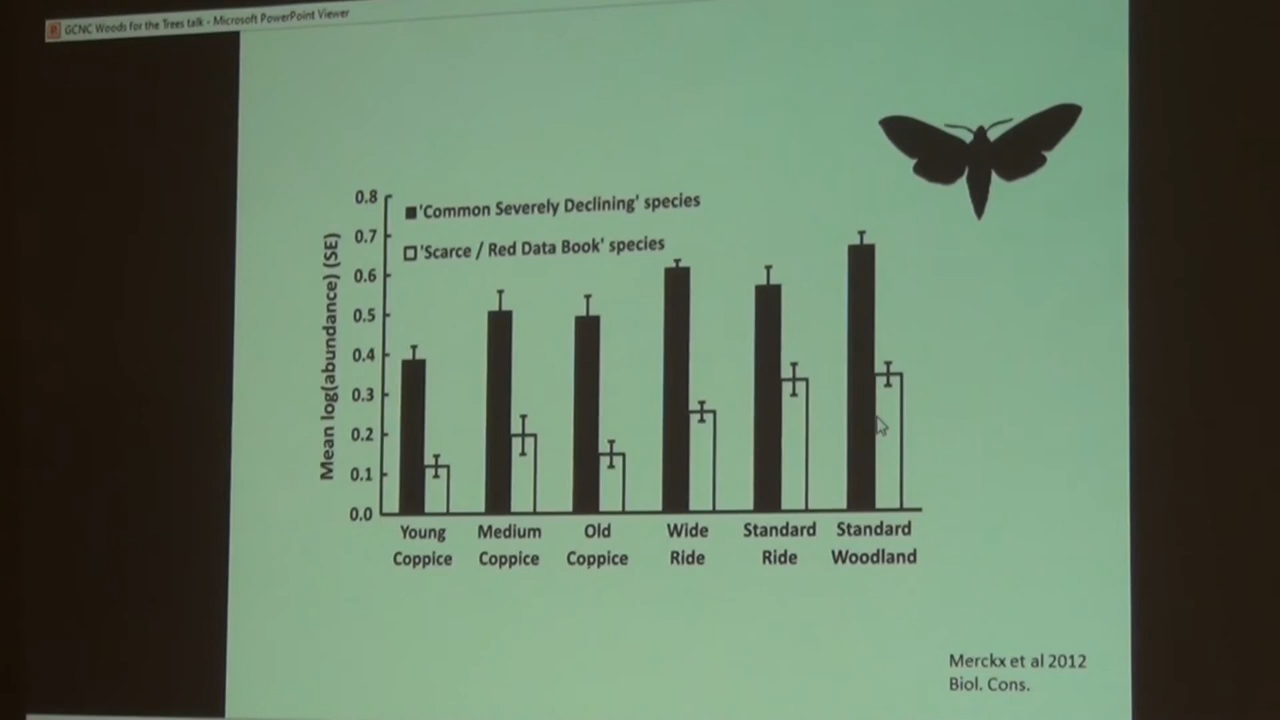 GCNC Woods for the Trees talk - Microsoft PowerPoint Viewer
'Common Severely Declining' species
'Scarce / Red Data Book' species
Mean log(abundance) (SE)
0.8
0.7
0.6
0.5
0.4
0.3
0.2
0.1
0.0
Young
Coppice
Medium
Coppice
Old
Coppice
Wide
Ride
Standard
Ride
Standard
Woodland
Merckx et al 2012
Biol. Cons.